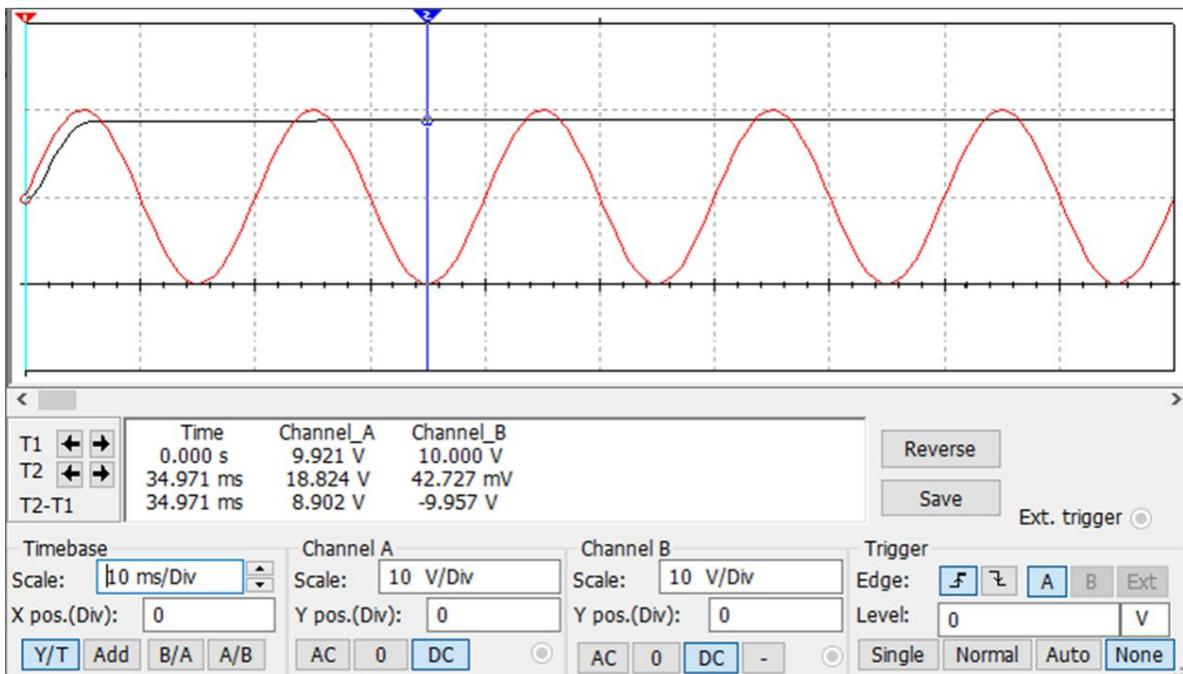 1 2
Time Channel_A Channel_B
T1 0.000 s 9.921 V 10.000 V
T2 34.971 ms 18.824 V 42.727 mV
T2-T1 34.971 ms 8.902 V -9.957 V
Reverse
Save
Ext. trigger
Timebase Channel A Channel B Trigger
Scale: 10 ms/Div Scale: 10 V/Div Scale: 10 V/Div Edge: A B Ext
X pos.(Div): 0 Y pos.(Div): 0 Y pos.(Div): 0 Level: 0 V
Y/T Add B/A A/B AC 0 DC AC 0 DC - Single Normal Auto None